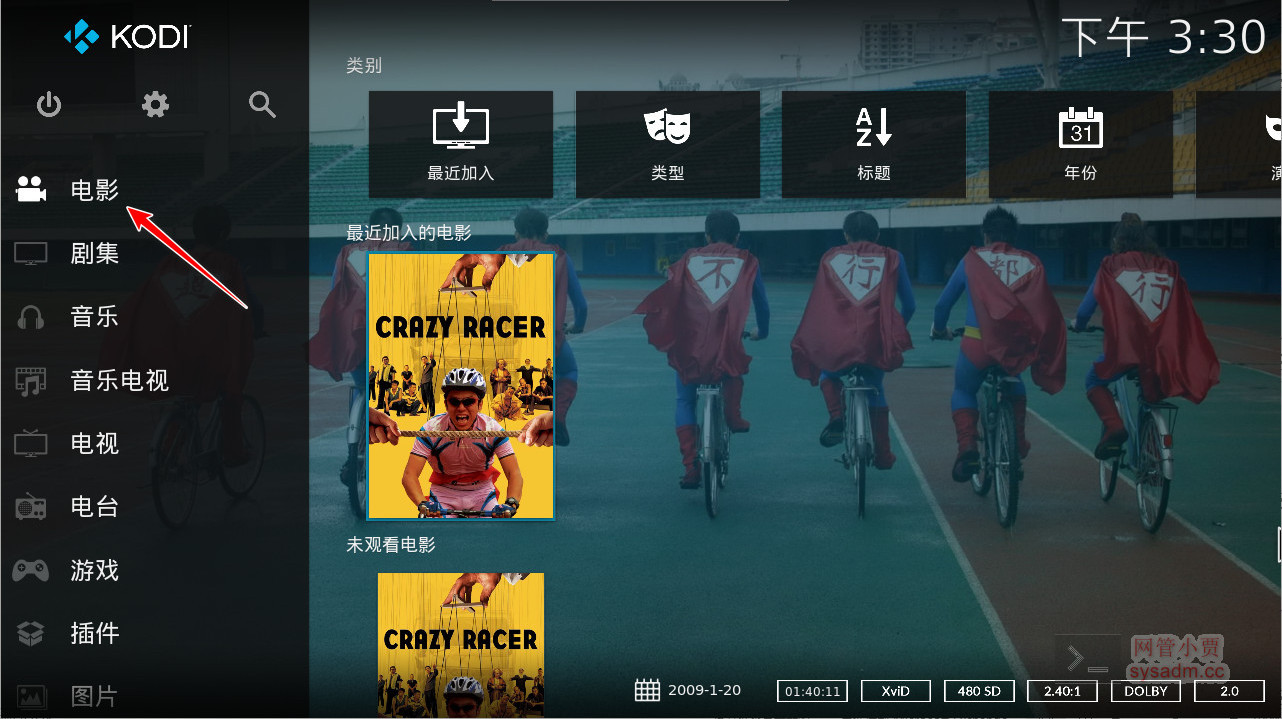 KODI
下午 3:30
类别
最近加入
类型
A
Z
标题
31
年份
电影
剧集
音乐
音乐电视
电视
电台
游戏
插件
图片
最近加入的电影
CRAZY RACER
不
行
都
行
未观看电影
CRAZY RACER
2009-1-20
01:40:11
XviD
480 SD
2.40:1
DOLBY
2.0
网管小贾
sysadm.cc